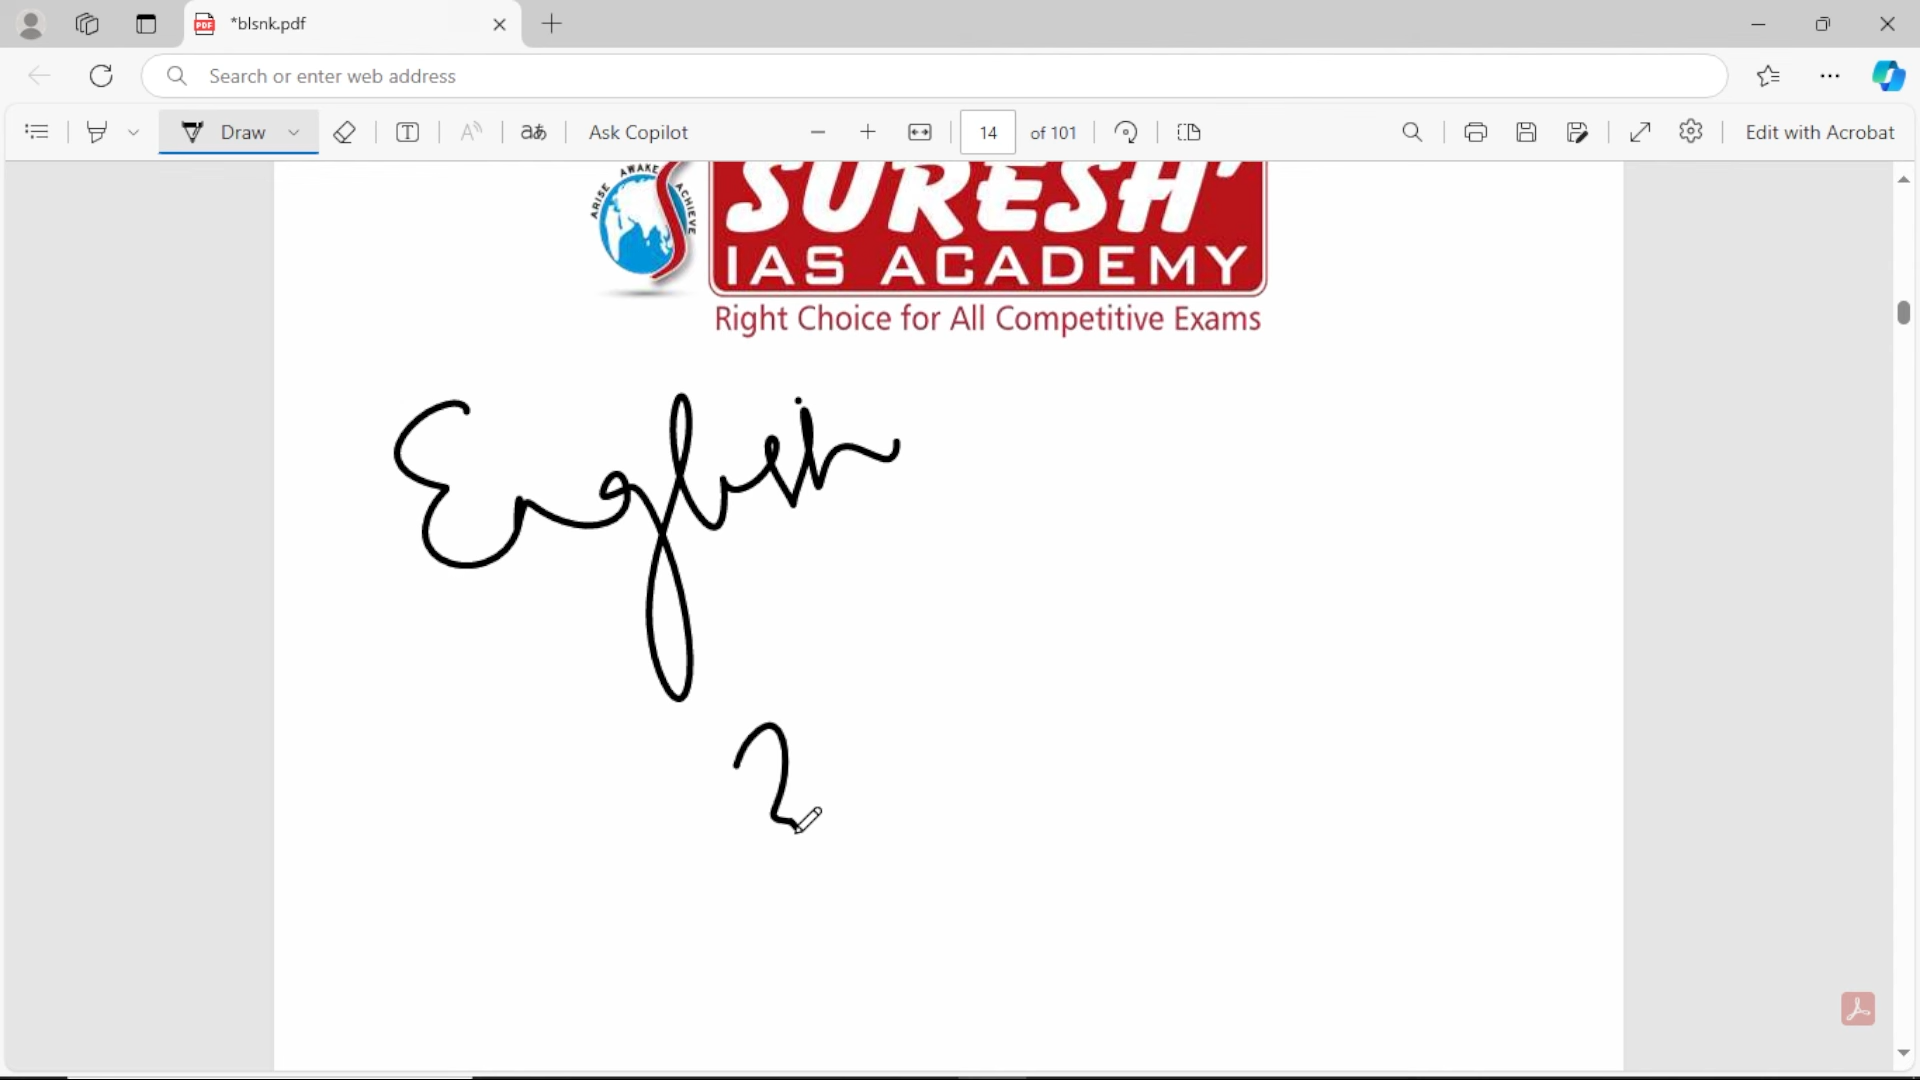 *blsnk.pdf
Search or enter web address
Draw
Ask Copilot
14 of 101
Edit with Acrobat
ARISE AWAKE ACHIEVE
SURESH'
IAS ACADEMY
Right Choice for All Competitive Exams
English
2